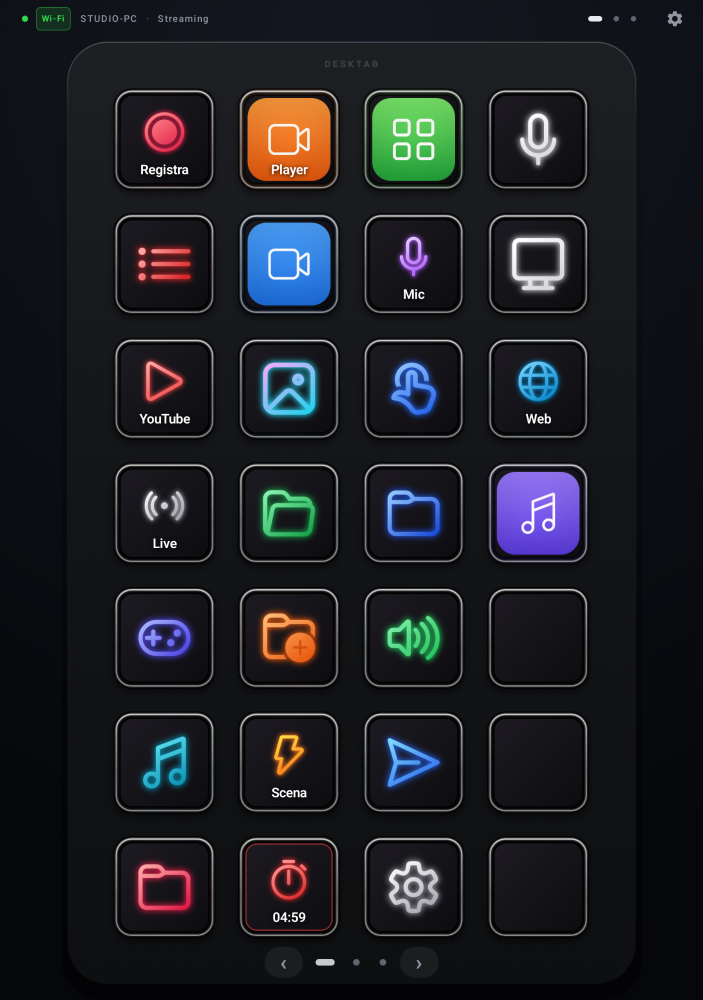 Wi-Fi STUDIO-PC · Streaming
DESKTAB
Registra
Player
Mic
YouTube
Web
Live
Scena
04:59